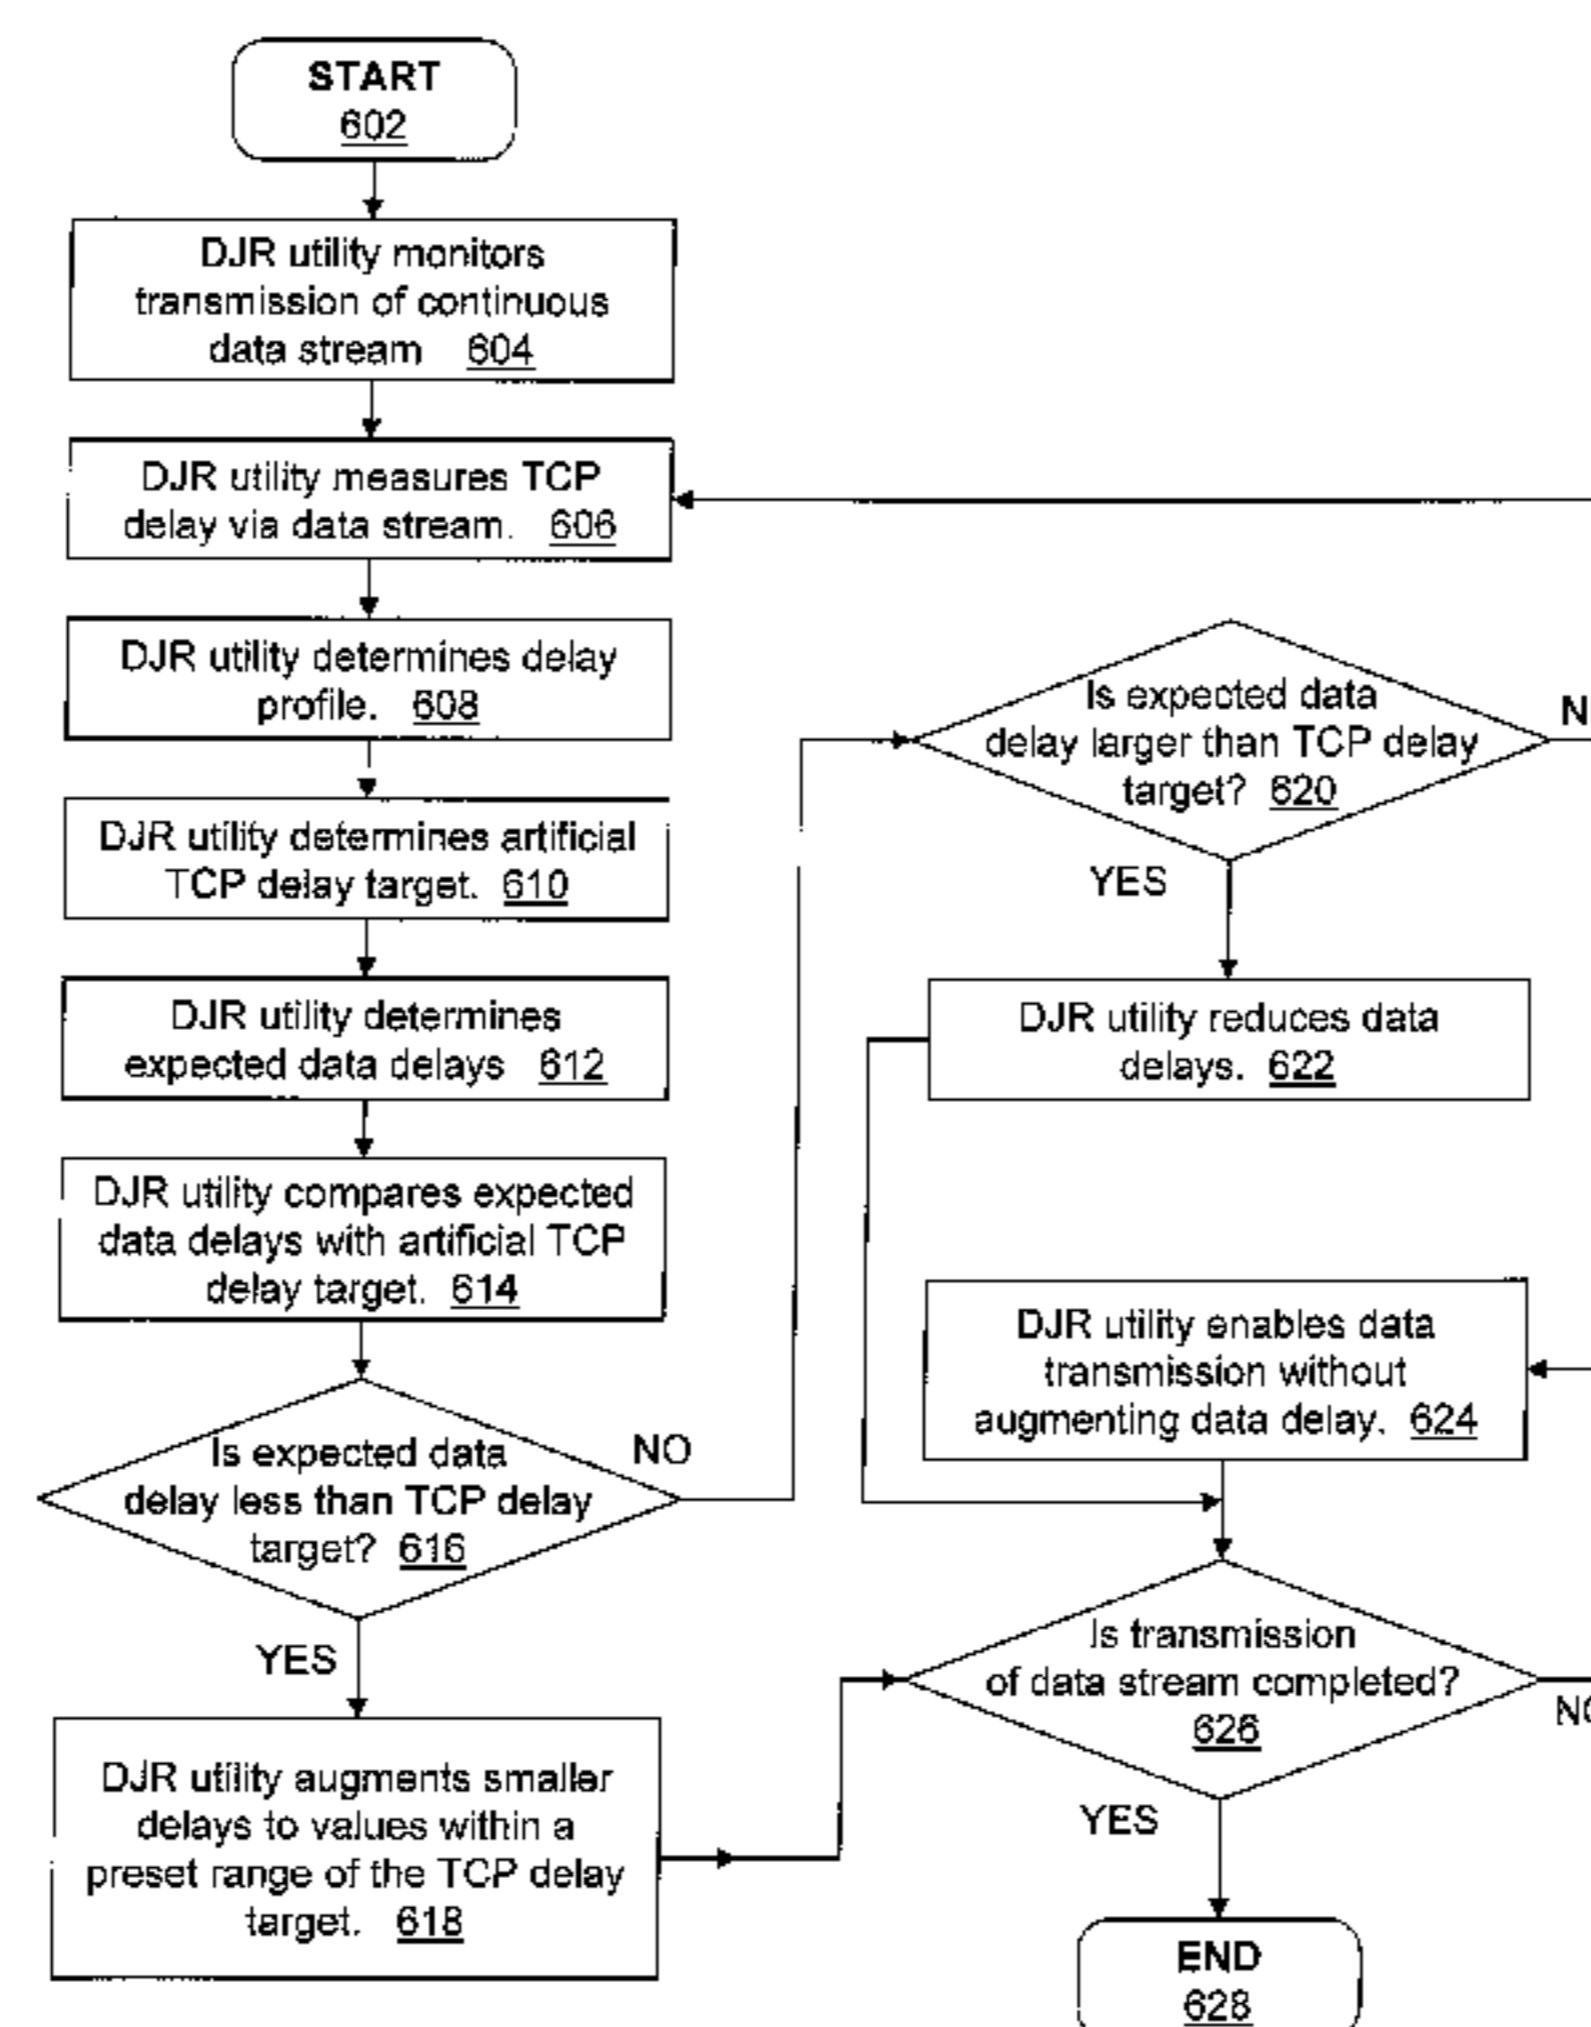 START
602
DJR utility monitors
transmission of continuous
data stream 604
DJR utility measures TCP
delay via data stream. 606
DJR utility determines delay
profile. 608
DJR utility determines artificial
TCP delay target. 610
DJR utility determines
expected data delays 612
DJR utility compares expected
data delays with artificial TCP
delay target. 614
Is expected data
delay less than TCP delay
target? 616
NO
YES
DJR utility augments smaller
delays to values within a
preset range of the TCP delay
target. 618
Is expected data
delay larger than TCP delay
target? 620
YES
DJR utility reduces data
delays. 622
DJR utility enables data
transmission without
augmenting data delay. 624
Is transmission
of data stream completed?
626
YES
END
628